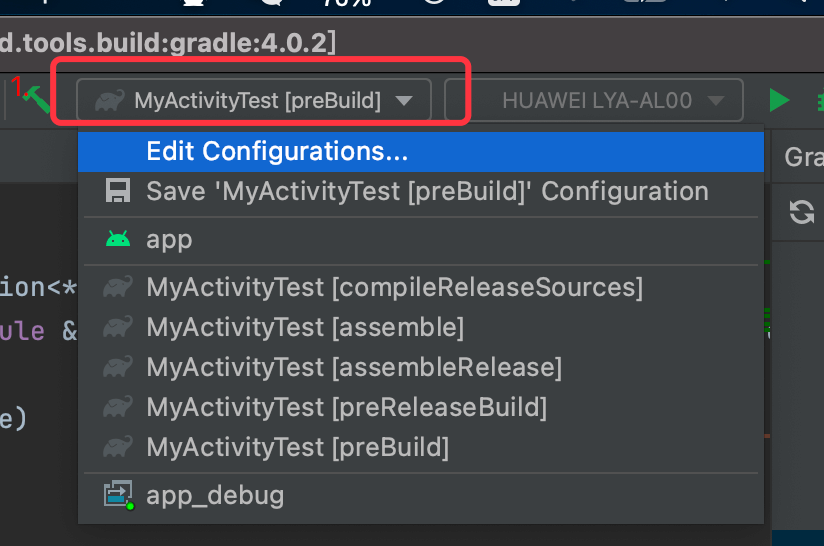 70%
d.tools.build:gradle:4.0.2]
1
MyActivityTest [preBuild]
HUAWEI LYA-AL00
Edit Configurations...
Gra
Save 'MyActivityTest [preBuild]' Configuration
app
ion<*
MyActivityTest [compileReleaseSources]
ule &
MyActivityTest [assemble]
MyActivityTest [assembleRelease]
e)
MyActivityTest [preReleaseBuild]
MyActivityTest [preBuild]
app_debug